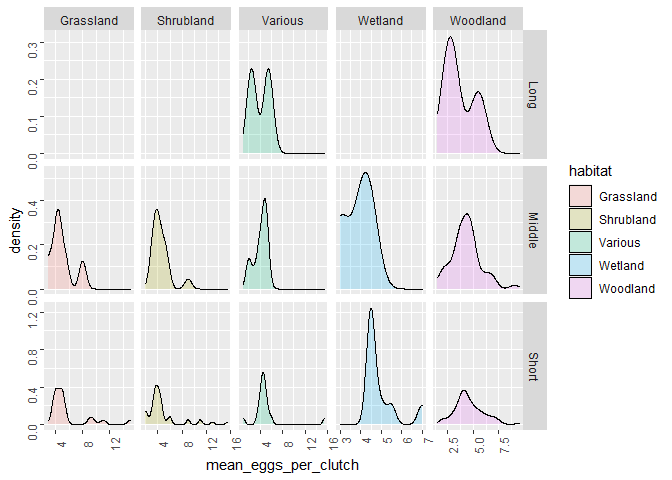 Grassland Shrubland Various Wetland Woodland
0.3
0.2
0.1
0.0
Long
0.4
0.2
0.0
Middle
1.2
0.8
0.4
0.0
Short
4 8 12 4 8 12 16 4 8 12 16 3 4 5 6 7 2.5 5.0 7.5
density
mean_eggs_per_clutch
habitat
Grassland
Shrubland
Various
Wetland
Woodland